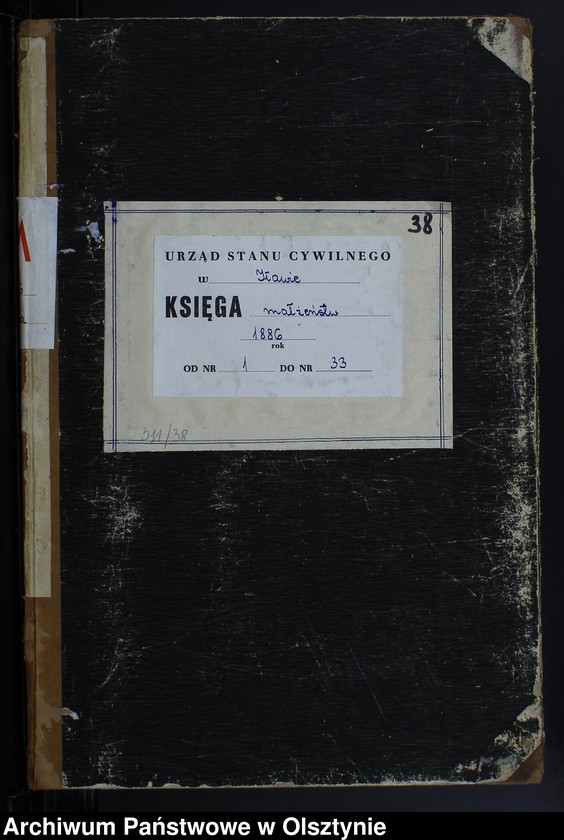 38
URZĄD STANU CYWILNEGO
w Iławie
KSIĘGA małżeństw
1886
rok
OD NR 1 DO NR 33
311/38
Archiwum Państwowe w Olsztynie